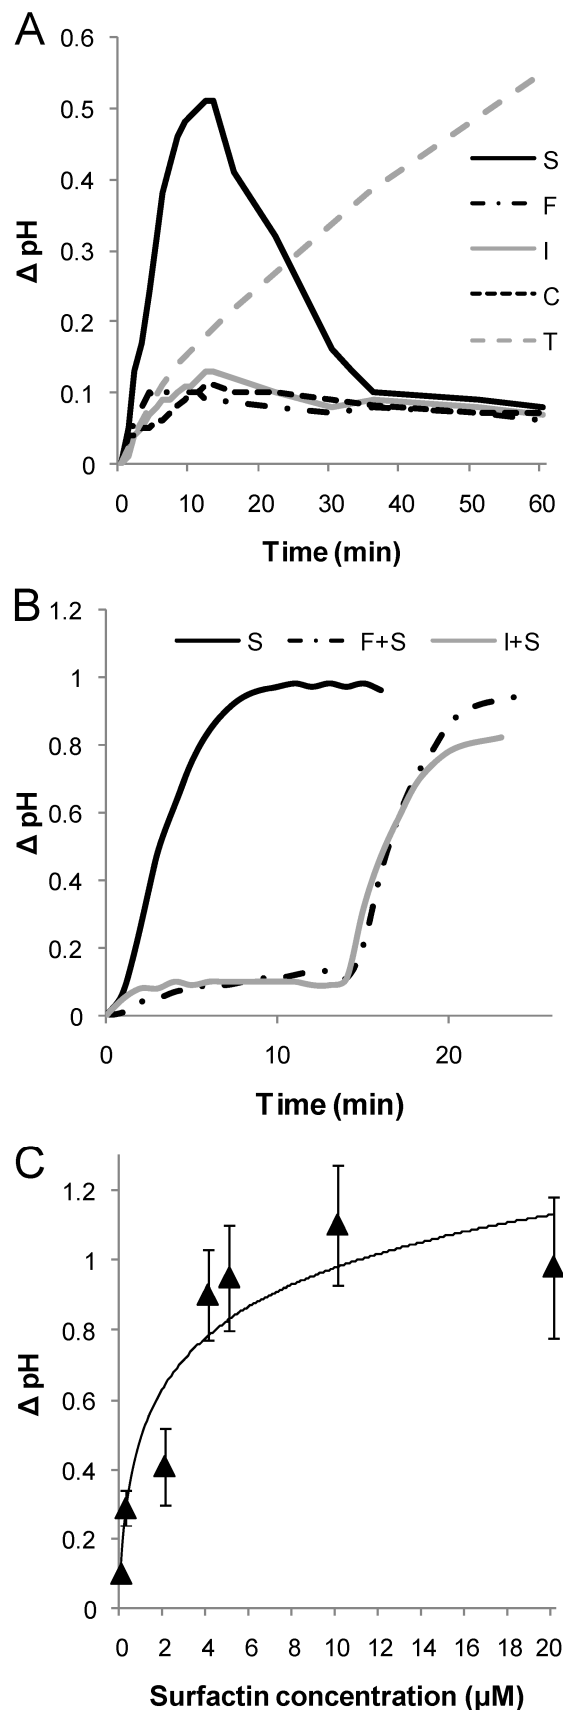 A
0.6
0.5
0.4
0.3
0.2
0.1
0
Δ pH
S
F
I
C
T
0 10 20 30 40 50 60
Time (min)
B
1.2
1
0.8
0.6
0.4
0.2
0
Δ pH
S F+S I+S
0 10 20
Time (min)
C
1.2
1
0.8
0.6
0.4
0.2
0
Δ pH
0 2 4 6 8 10 12 14 16 18 20
Surfactin concentration (µM)